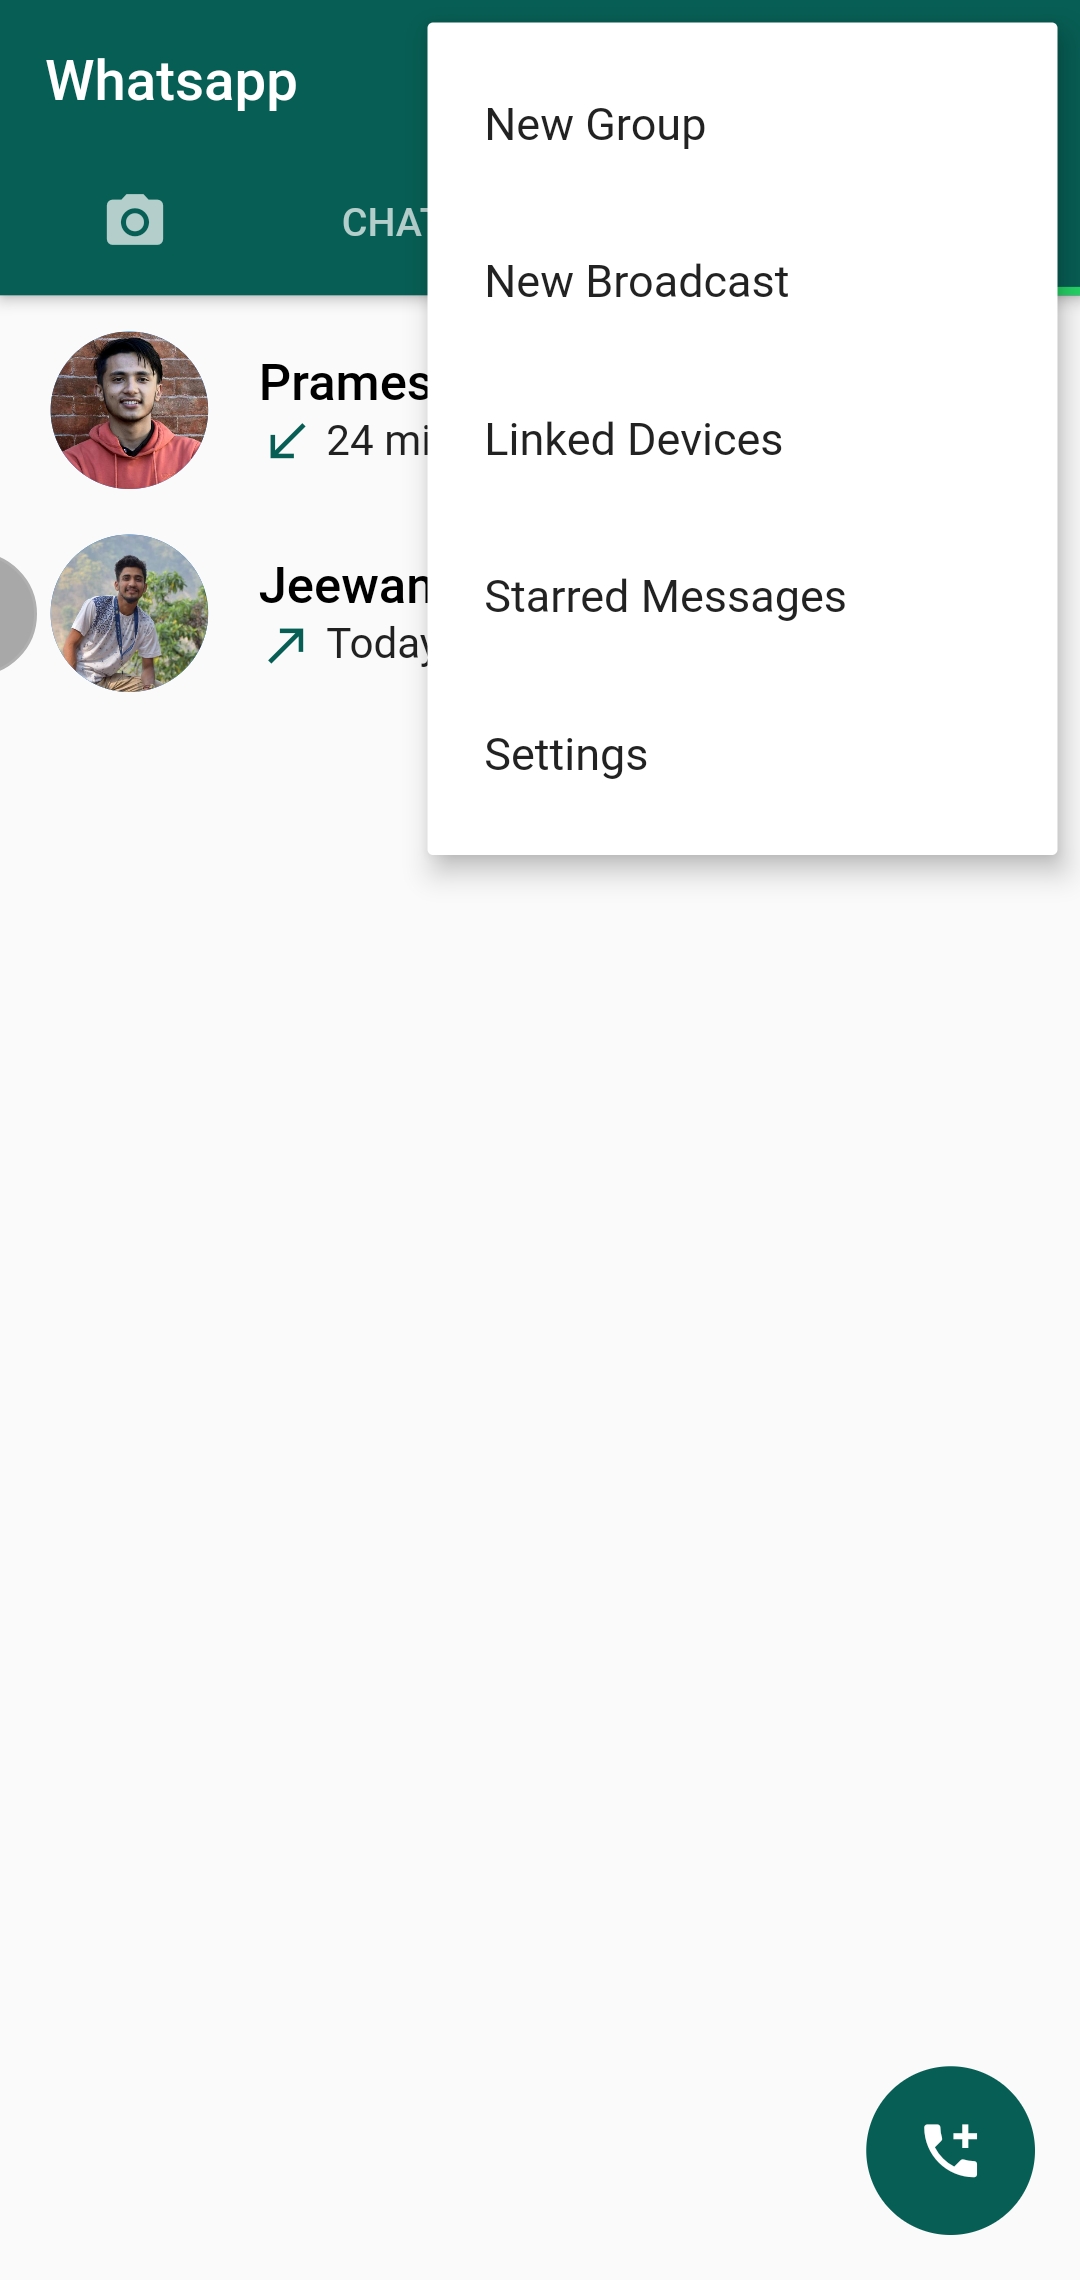 Whatsapp
New Group
CHAT
New Broadcast
Prames
24 mi
Linked Devices
Jeewan
Today
Starred Messages
Settings